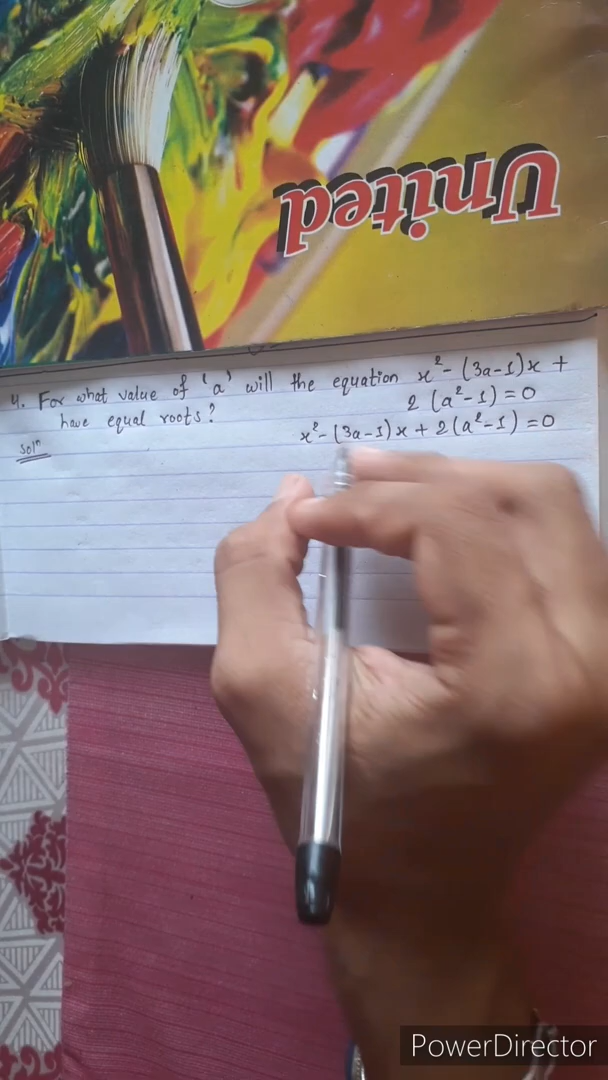 United
4. For what value of 'a' will the equation x² - (3a-1)x +
2 (a²-1) = 0
have equal roots?
Solⁿ
x² - (3a-1)x + 2(a²-1) = 0
PowerDirector